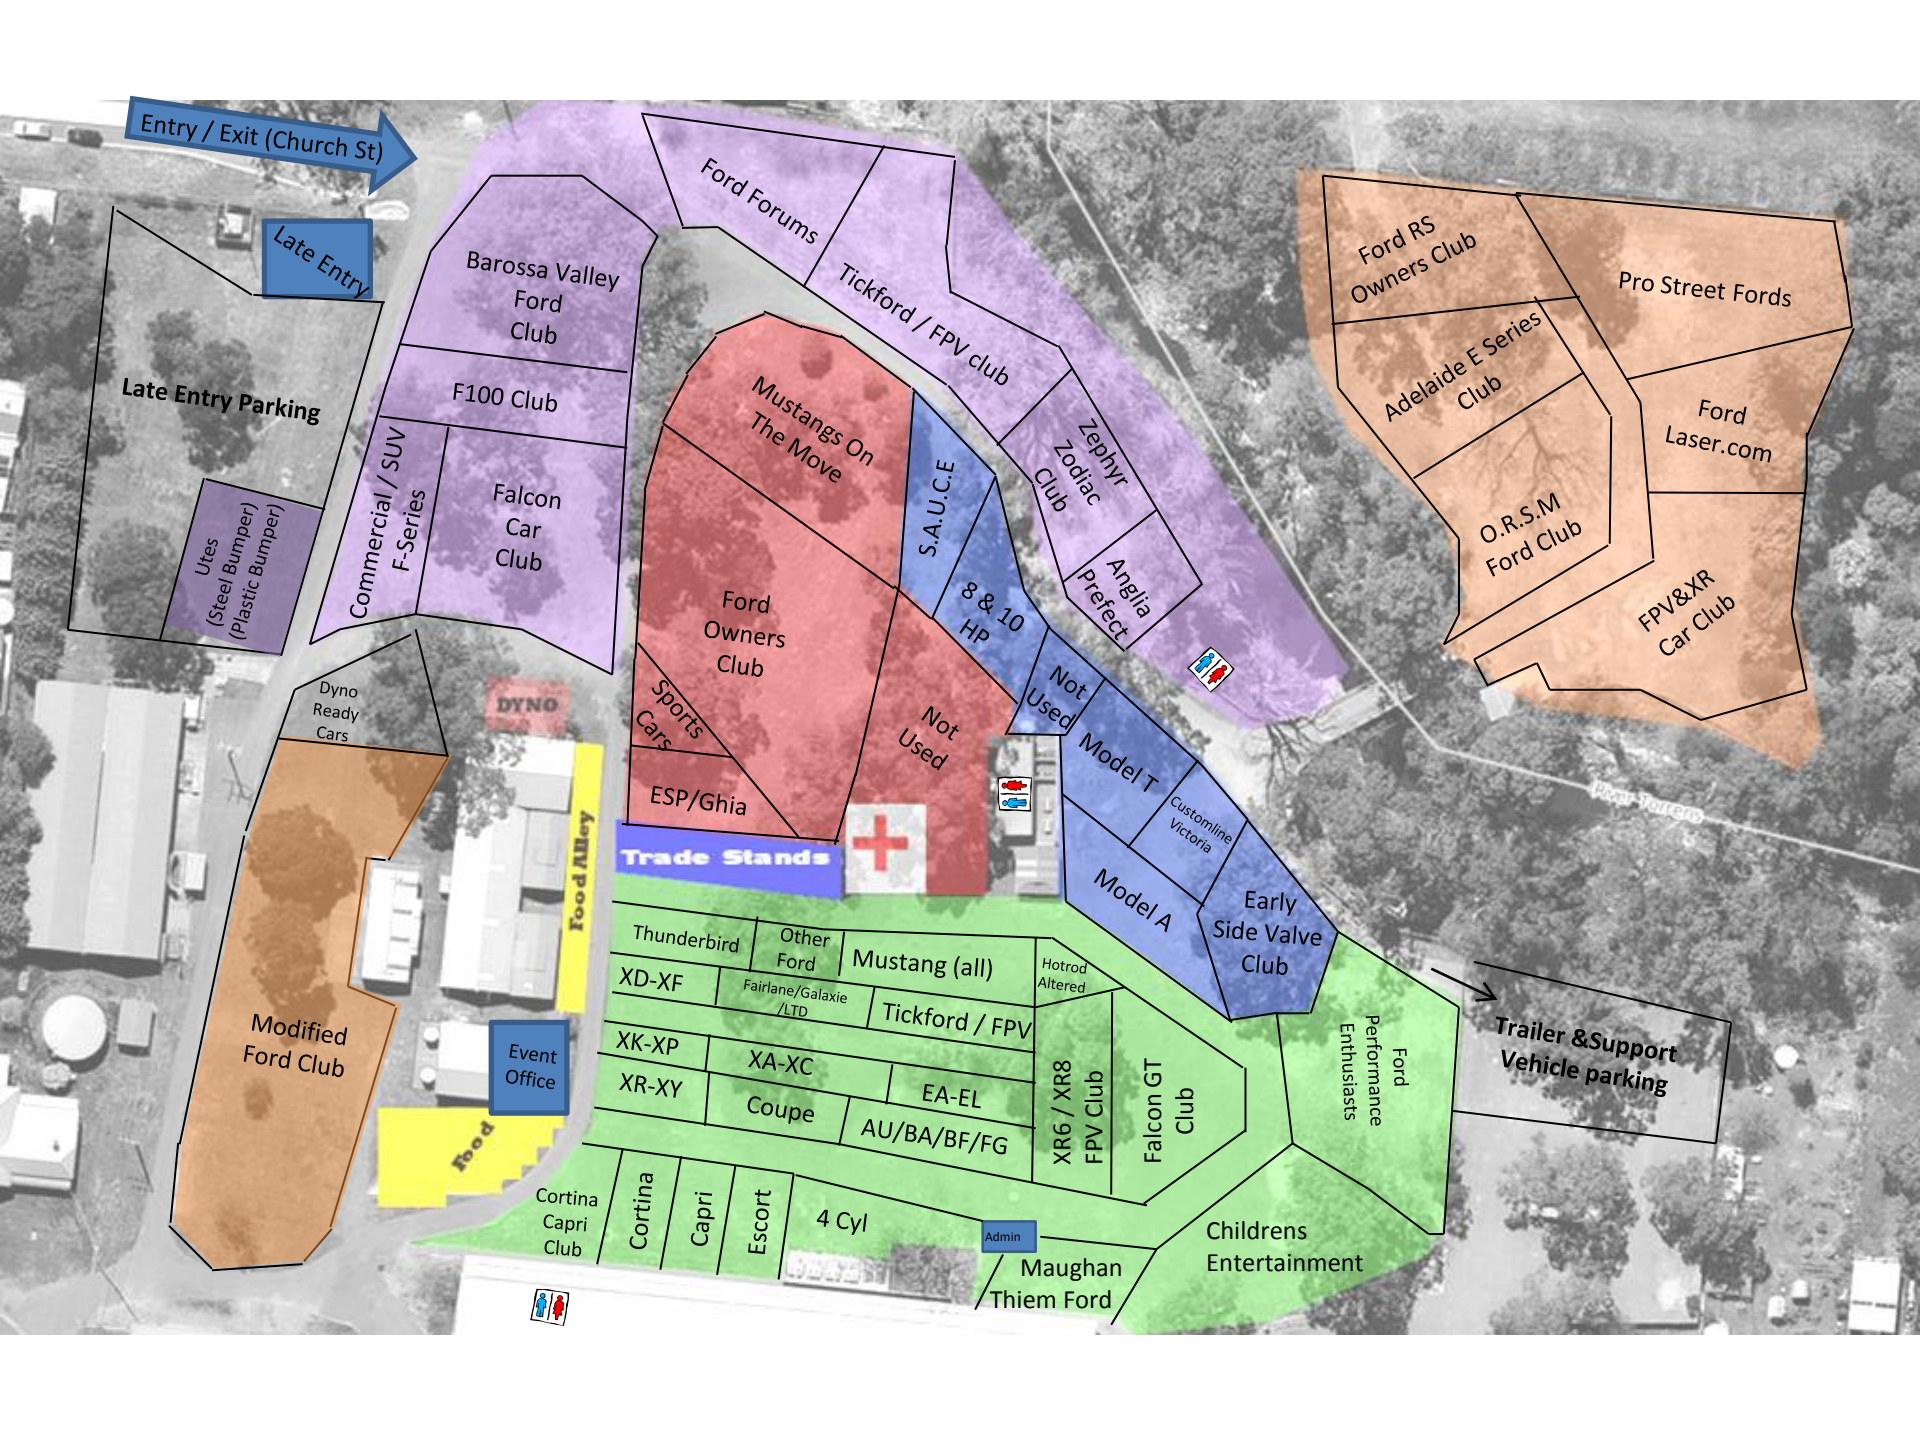 Entry / Exit (Church St)
Late Entry
Late Entry Parking
Utes
(Steel Bumper)
(Plastic Bumper)
Barossa Valley
Ford
Club
F100 Club
Commercial / SUV
F-Series
Falcon
Car
Club
Ford Forums
Tickford / FPV club
Zephyr
Zodiac
Club
Anglia
Prefect
Ford RS
Owners Club
Pro Street Fords
Adelaide E Series
Club
Ford
Laser.com
O.R.S.M
Ford Club
FPV&XR
Car Club
Mustangs On
The Move
S.A.U.C.E
8 & 10
HP
Ford
Owners
Club
Sports
Cars
ESP/Ghia
Not
Used
Not
Used
Model T
Customline
Victoria
Model A
Early
Side Valve
Club
River Torrens
Dyno
Ready
Cars
DYNO
Food Alley
Trade Stands
Modified
Ford Club
Event
Office
Food
Thunderbird
Other
Ford
Mustang (all)
Hotrod
Altered
XD-XF
Fairlane/Galaxie
/LTD
Tickford / FPV
XK-XP
XA-XC
EA-EL
XR-XY
Coupe
AU/BA/BF/FG
XR6 / XR8
FPV Club
Falcon GT
Club
Ford
Performance
Enthusiasts
Trailer &Support
Vehicle parking
Cortina
Capri
Club
Cortina
Capri
Escort
4 Cyl
Admin
Maughan
Thiem Ford
Childrens
Entertainment